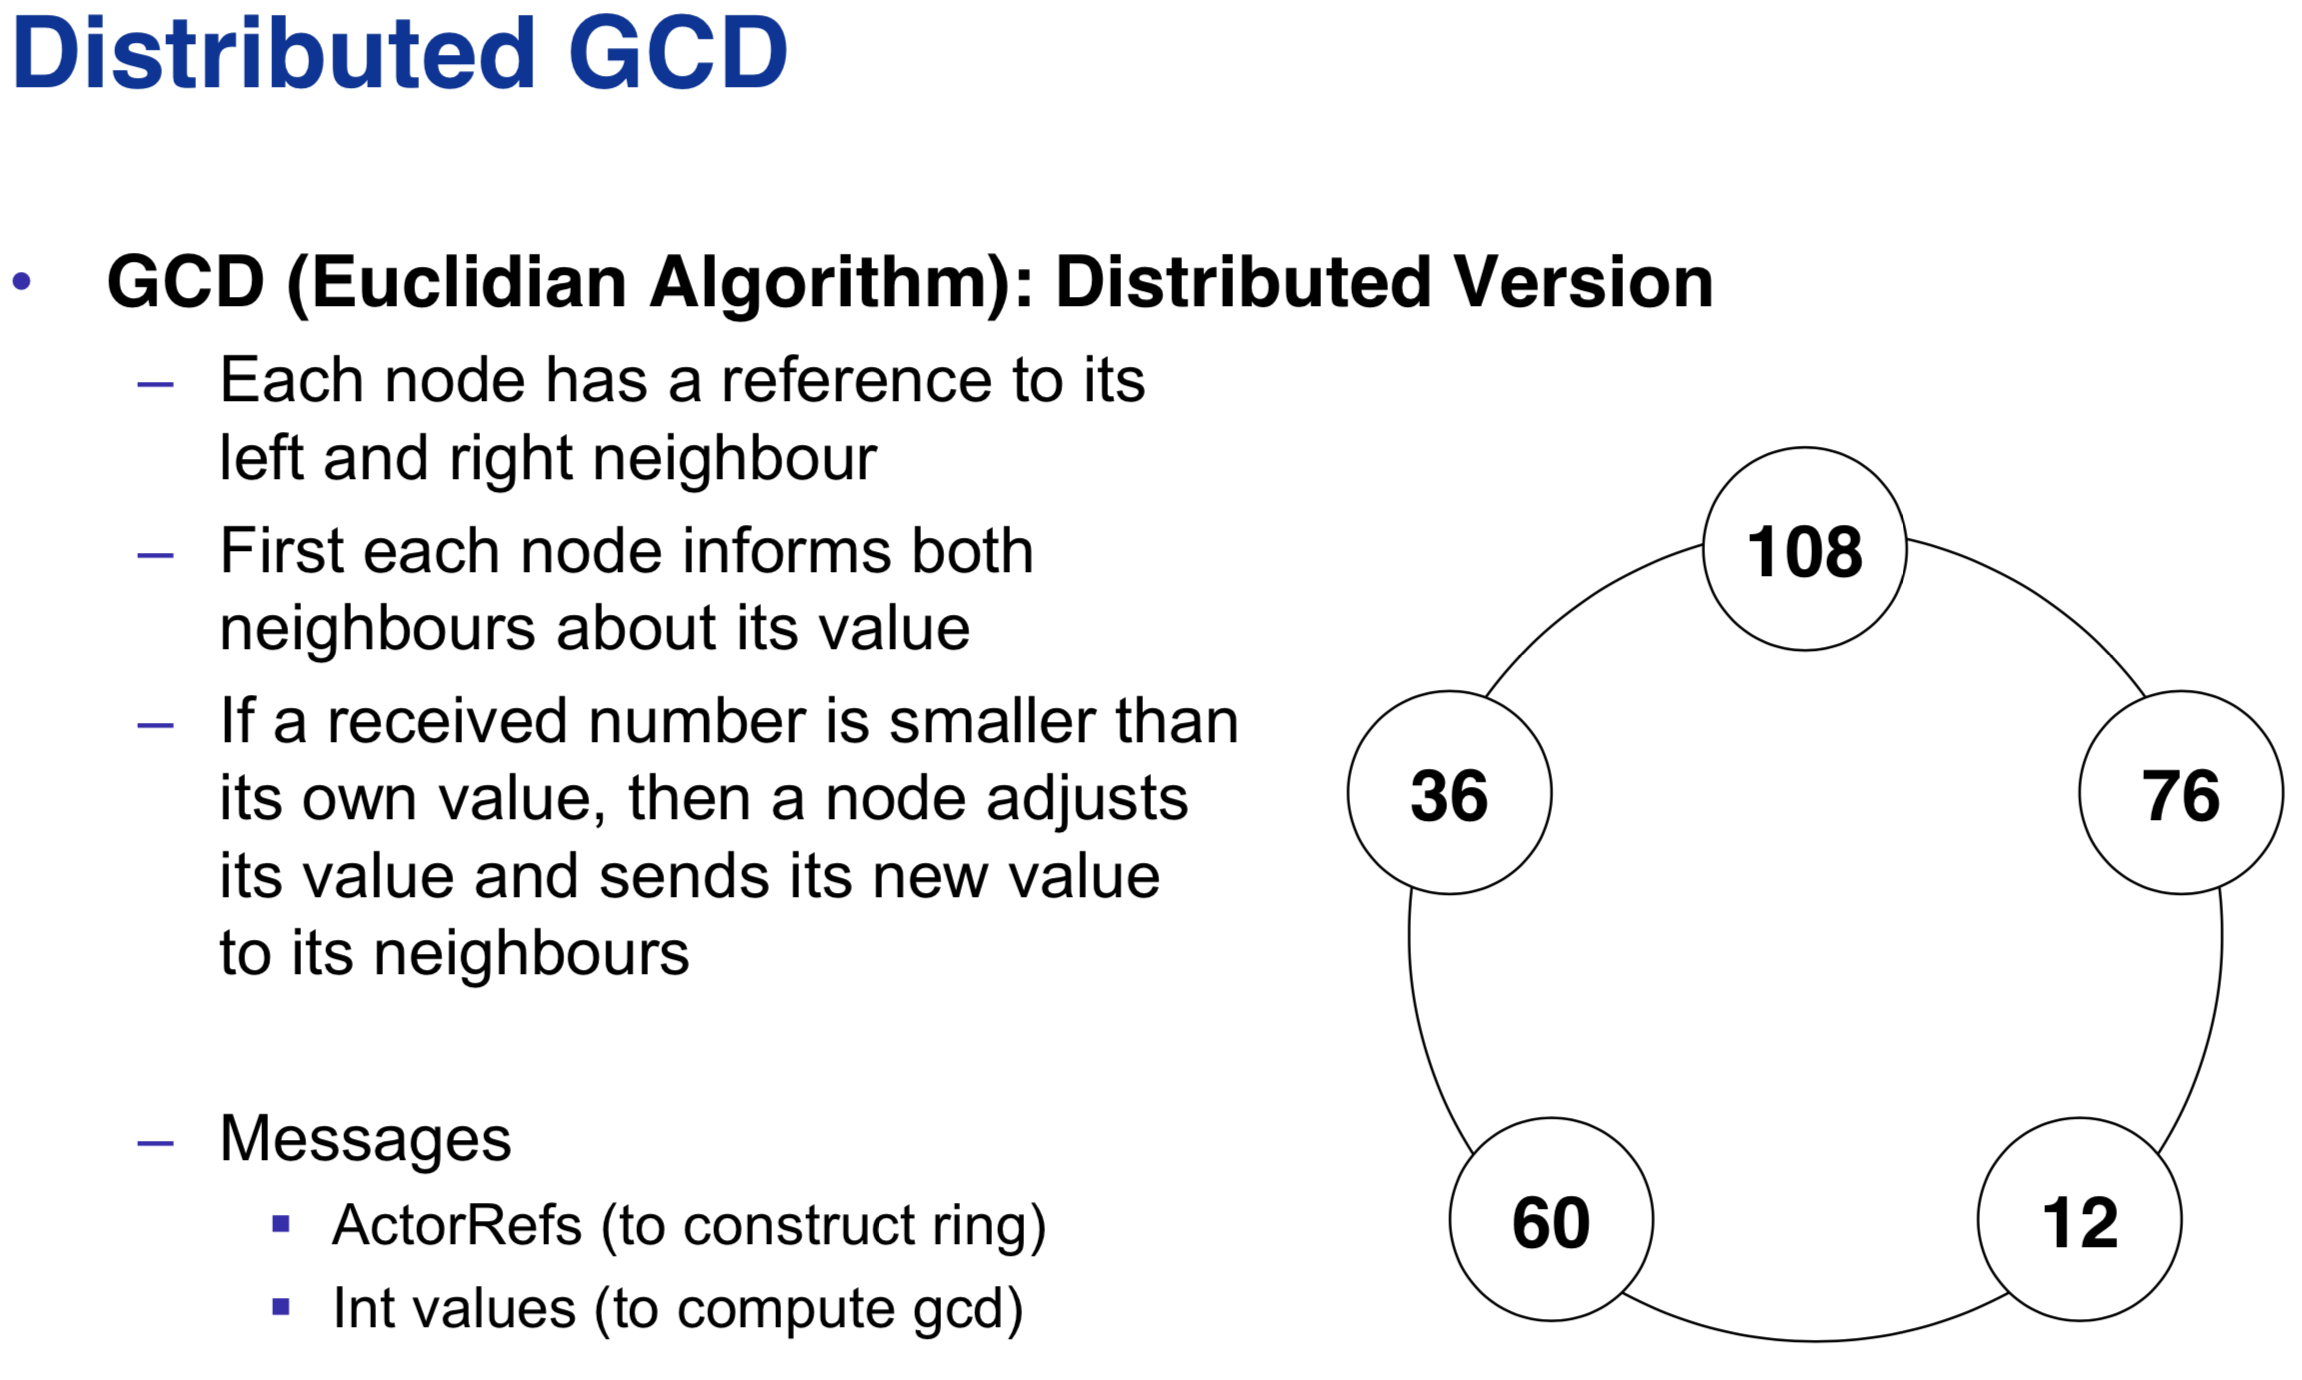 Distributed GCD
• GCD (Euclidian Algorithm): Distributed Version
– Each node has a reference to its
left and right neighbour
– First each node informs both
neighbours about its value
– If a received number is smaller than
its own value, then a node adjusts
its value and sends its new value
to its neighbours
– Messages
▪ ActorRefs (to construct ring)
▪ Int values (to compute gcd)
108
36
76
60
12